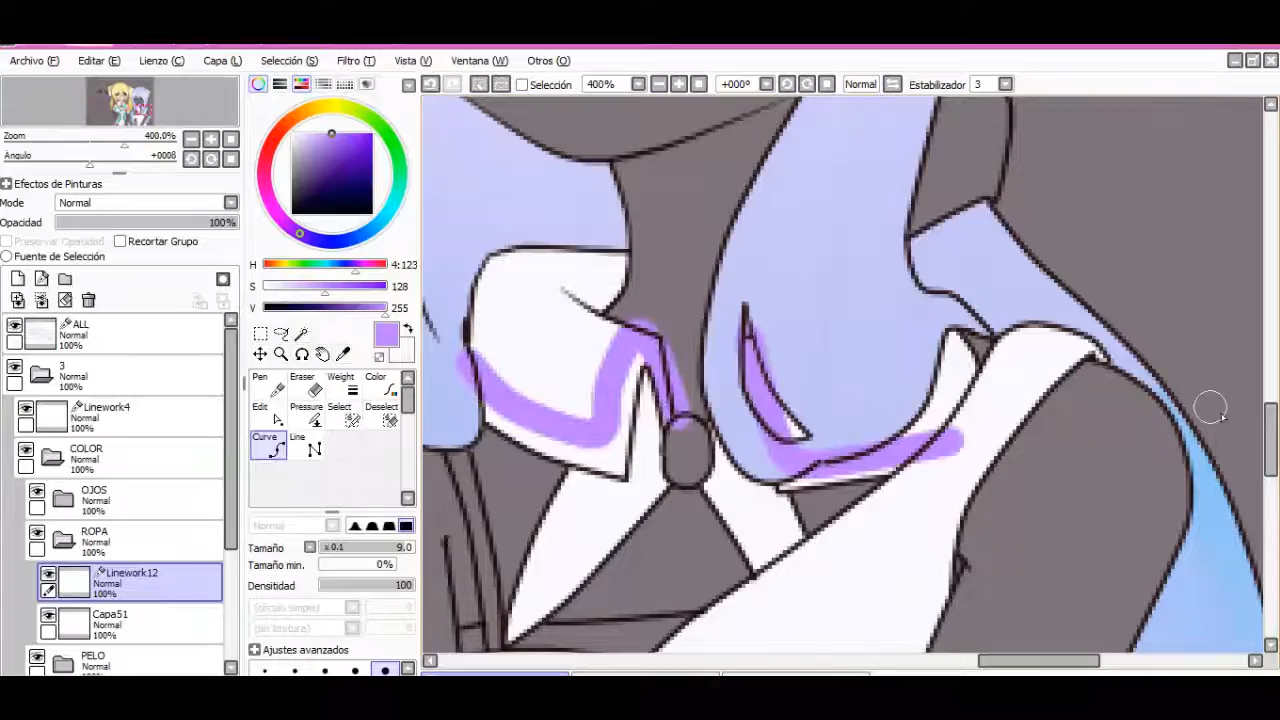 Archivo (F) Editar (E) Lienzo (C) Capa (L) Selección (S) Filtro (T) Vista (V) Ventana (W) Otros (O)
Selección 400% +000° Normal Estabilizador 3
Zoom 400.0%
Ángulo +0008
Efectos de Pinturas
Mode Normal
Opacidad 100%
Preservar Opacidad Recortar Grupo
Fuente de Selección
ALL
Normal
100%
3
Normal
100%
Linework4
Normal
100%
COLOR
Normal
100%
OJOS
Normal
100%
ROPA
Normal
100%
Linework12
Normal
100%
Capa51
Normal
100%
PELO
Normal
H 4:123
S 128
V 255
Pen Eraser Weight Color
Edit Pressure Select Deselect
Curve Line
Normal
Tamaño x 0.1 9.0
Tamaño min. 0%
Densidad 100
Ajustes avanzados